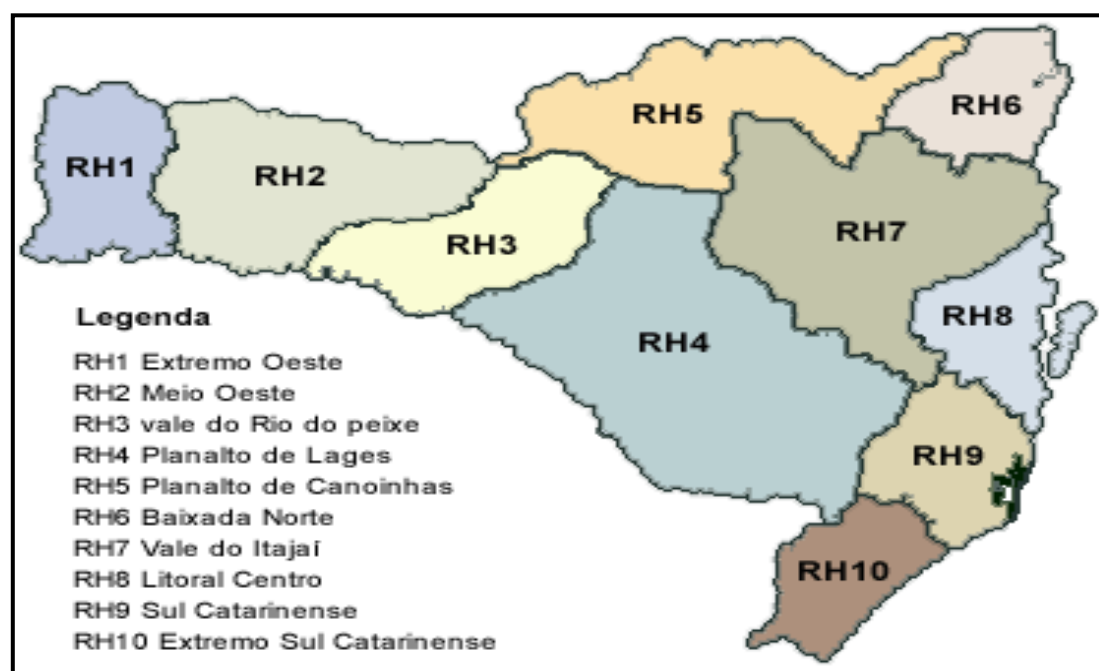 RH6
RH5
RH1
RH2
RH7
RH3
RH8
RH4
RH9
RH10
Legenda
RH1 Extremo Oeste
RH2 Meio Oeste
RH3 vale do Rio do peixe
RH4 Planalto de Lages
RH5 Planalto de Canoinhas
RH6 Baixada Norte
RH7 Vale do Itajaí
RH8 Litoral Centro
RH9 Sul Catarinense
RH10 Extremo Sul Catarinense